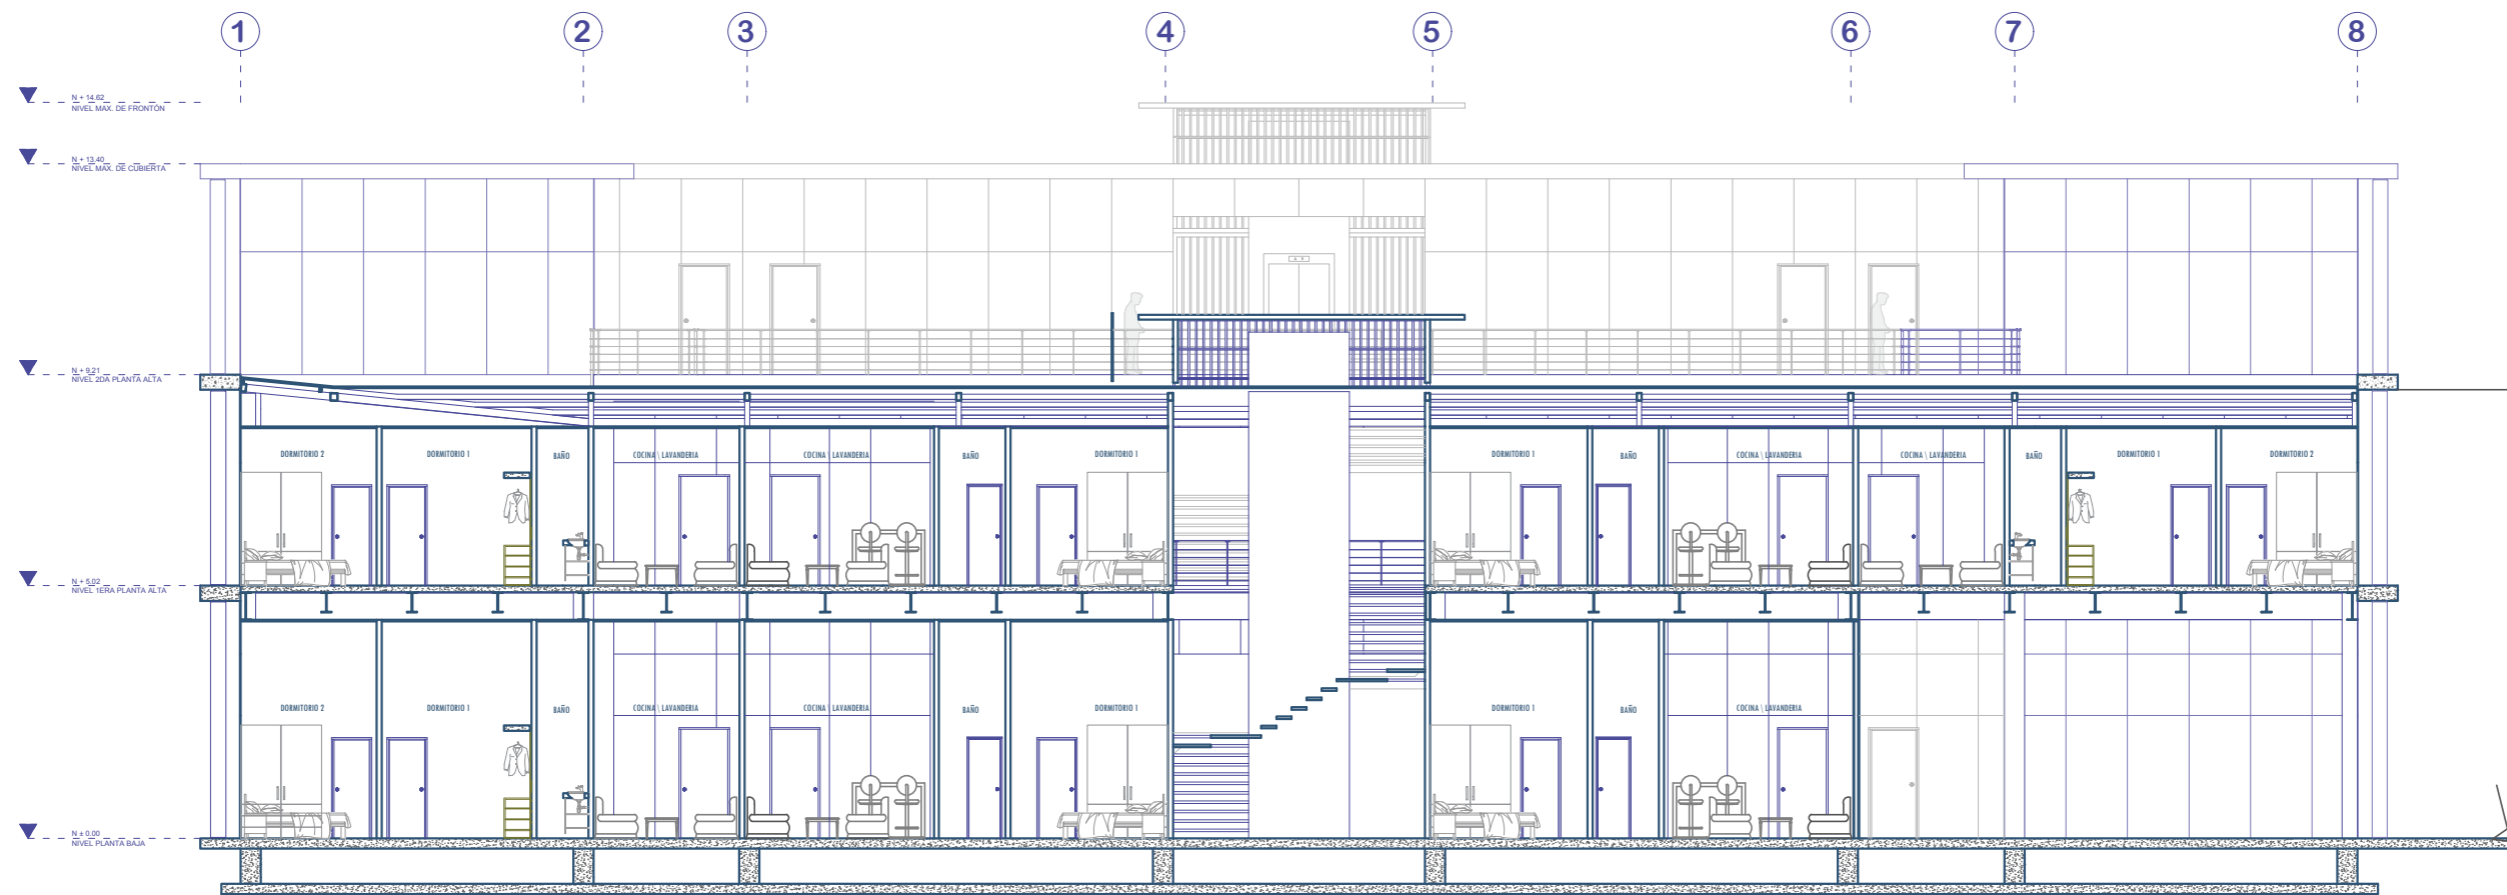 1 2 3 4 5 6 7 8
N + 14.62
NIVEL MAX. DE FRONTÓN
N + 13.40
NIVEL MAX. DE CUBIERTA
N + 9.21
NIVEL 2DA PLANTA ALTA
DORMITORIO 2 DORMITORIO 1 BAÑO COCINA \ LAVANDERIA COCINA \ LAVANDERIA BAÑO DORMITORIO 1 DORMITORIO 1 BAÑO COCINA \ LAVANDERIA COCINA \ LAVANDERIA BAÑO DORMITORIO 1 DORMITORIO 2
N + 5.02
NIVEL 1ERA PLANTA ALTA
DORMITORIO 2 DORMITORIO 1 BAÑO COCINA \ LAVANDERIA COCINA \ LAVANDERIA BAÑO DORMITORIO 1 DORMITORIO 1 BAÑO COCINA \ LAVANDERIA
N ± 0.00
NIVEL PLANTA BAJA